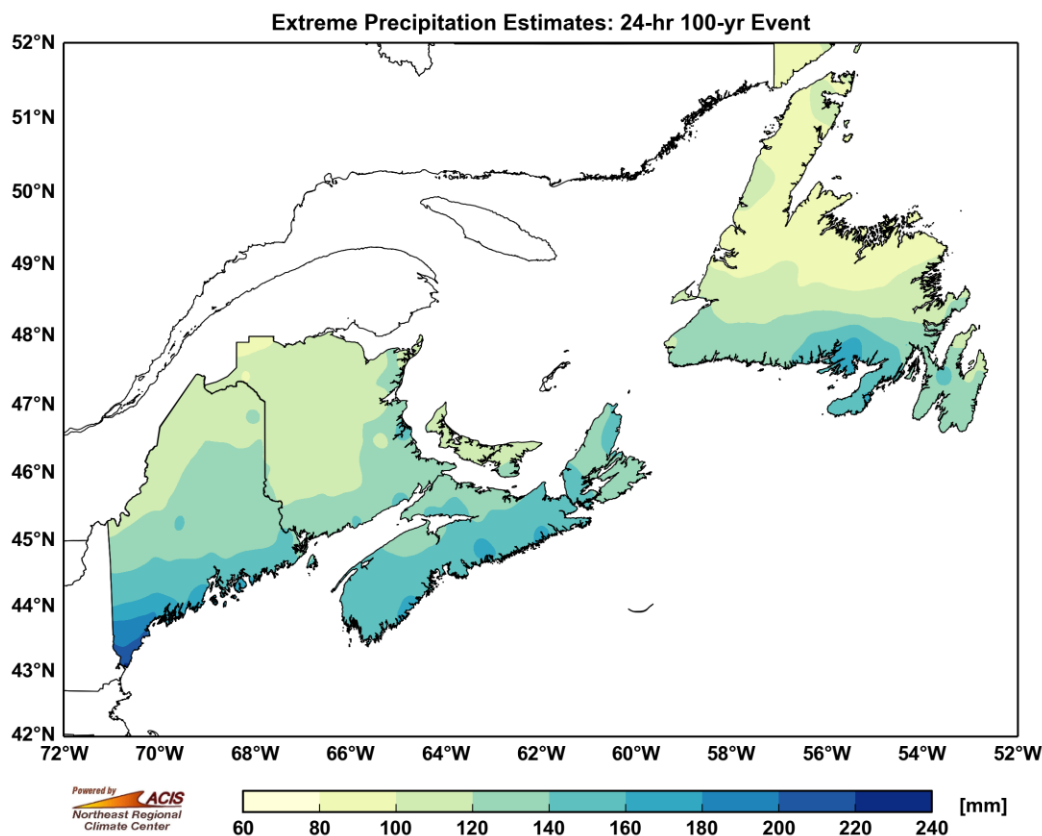 Extreme Precipitation Estimates: 24-hr 100-yr Event
52°N
51°N
50°N
49°N
48°N
47°N
46°N
45°N
44°N
43°N
42°N
72°W 70°W 68°W 66°W 64°W 62°W 60°W 58°W 56°W 54°W 52°W
Powered by
ACIS
Northeast Regional
Climate Center
[mm]
60 80 100 120 140 160 180 200 220 240